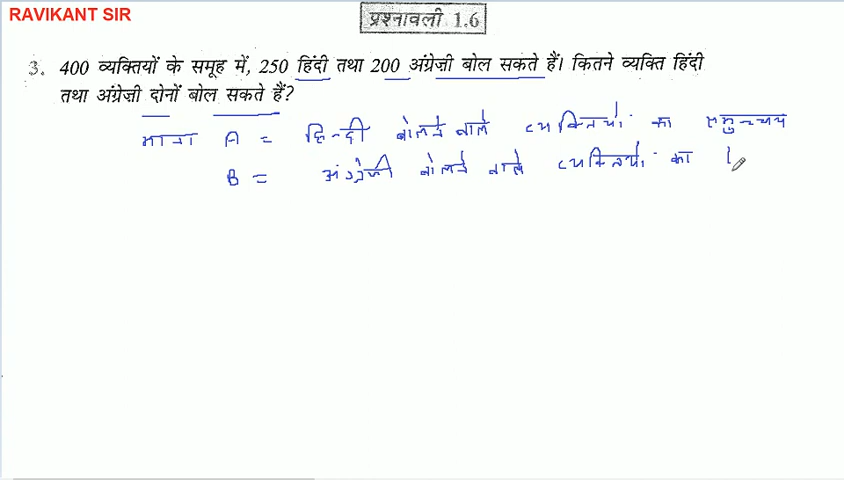 RAVIKANT SIR
प्रश्नावली 1.6
3. 400 व्यक्तियों के समूह में, 250 हिंदी तथा 200 अंग्रेज़ी बोल सकते हैं। कितने व्यक्ति हिंदी
तथा अंग्रेज़ी दोनों बोल सकते हैं?
माना A = हिन्दी बोलने वाले व्यक्तियों का समुच्चय
B = अंग्रेजी बोलने वाले व्यक्तियों का